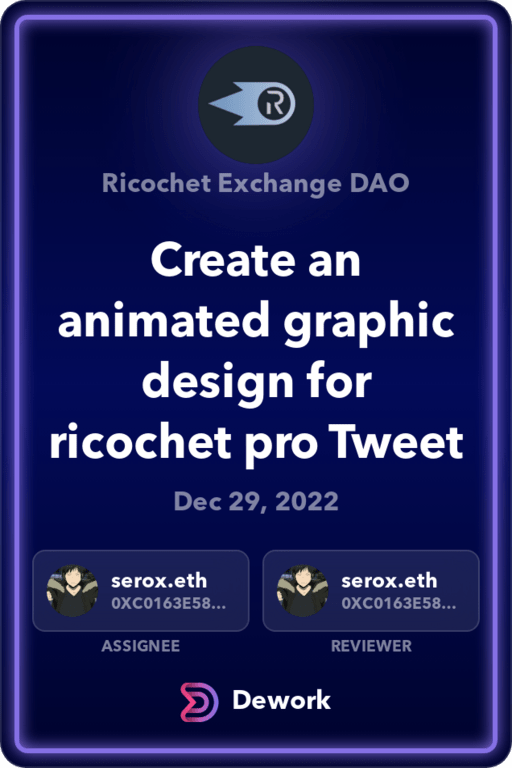 R
Ricochet Exchange DAO
Create an
animated graphic
design for
ricochet pro Tweet
Dec 29, 2022
serox.eth
0XC0163E58...
serox.eth
0XC0163E58...
ASSIGNEE
REVIEWER
Dework